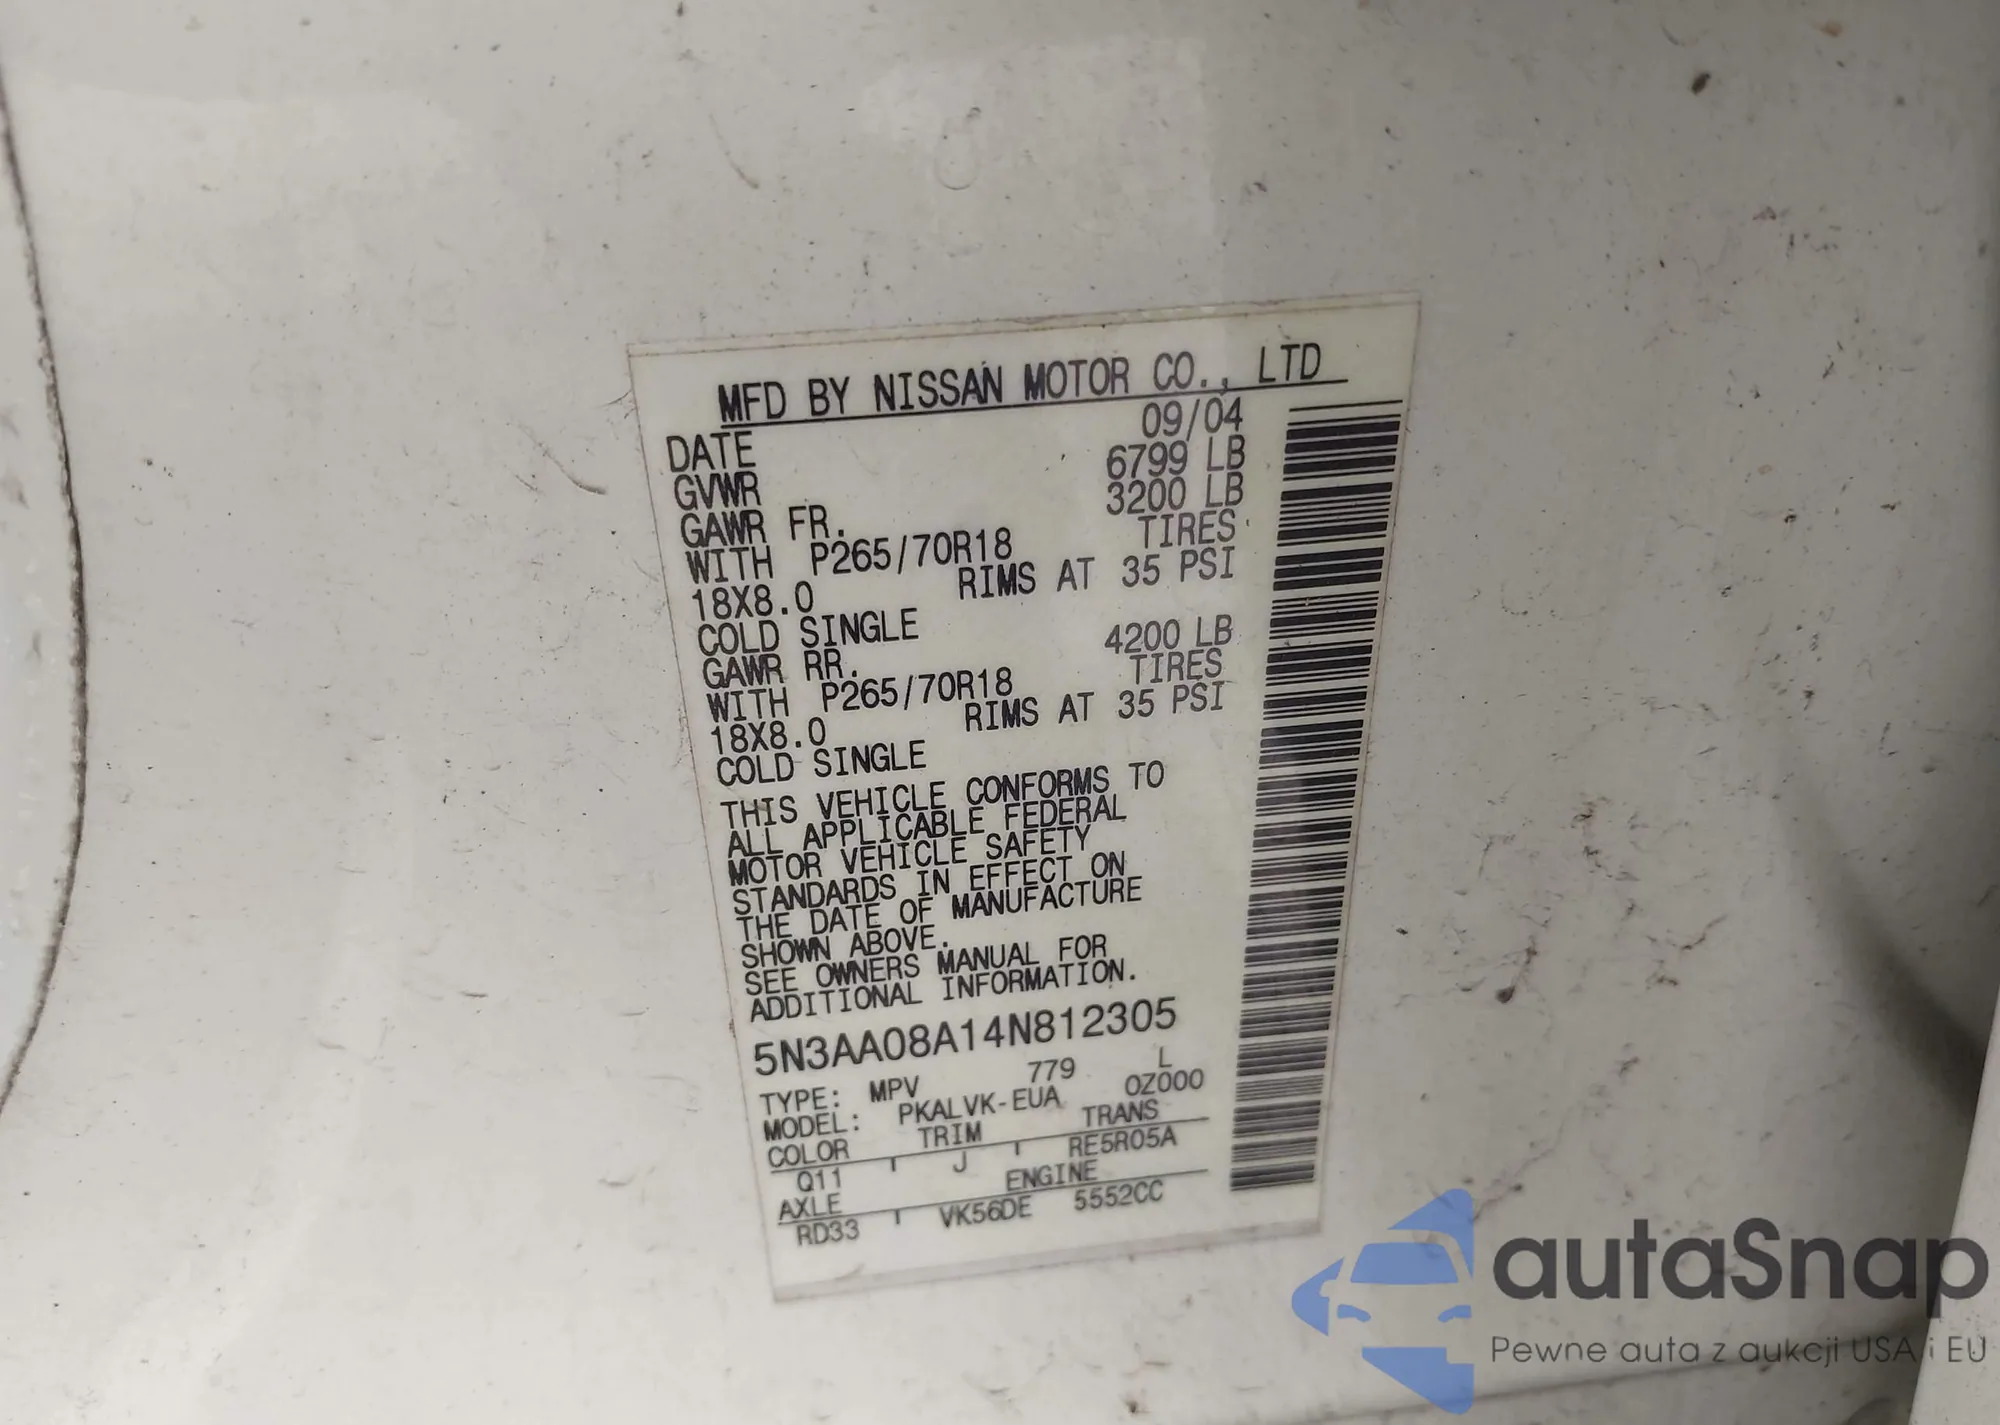 MFD BY NISSAN MOTOR CO., LTD
DATE 09/04
GVWR 6799 LB
GAWR FR. 3200 LB
WITH P265/70R18 TIRES
18X8.0 RIMS AT 35 PSI
COLD SINGLE
GAWR RR. 4200 LB
WITH P265/70R18 TIRES
18X8.0 RIMS AT 35 PSI
COLD SINGLE
THIS VEHICLE CONFORMS TO
ALL APPLICABLE FEDERAL
MOTOR VEHICLE SAFETY
STANDARDS IN EFFECT ON
THE DATE OF MANUFACTURE
SHOWN ABOVE.
SEE OWNERS MANUAL FOR
ADDITIONAL INFORMATION.
5N3AA08A14N812305
TYPE: MPV 779 L
MODEL: PKALVK-EUA 0Z000
COLOR TRIM TRANS
Q11 J RE5R05A
AXLE ENGINE
RD33 VK56DE 5552CC
autaSnap
Pewne auta z aukcji USA i EU